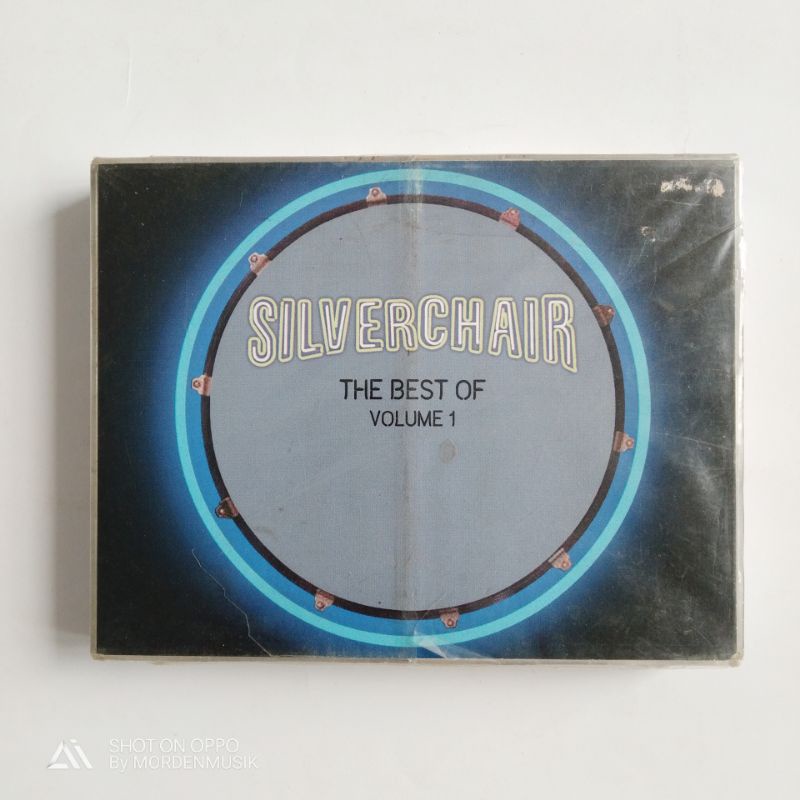 SILVERCHAIR
THE BEST OF
VOLUME 1
SHOT ON OPPO
By MORDENMUSIK